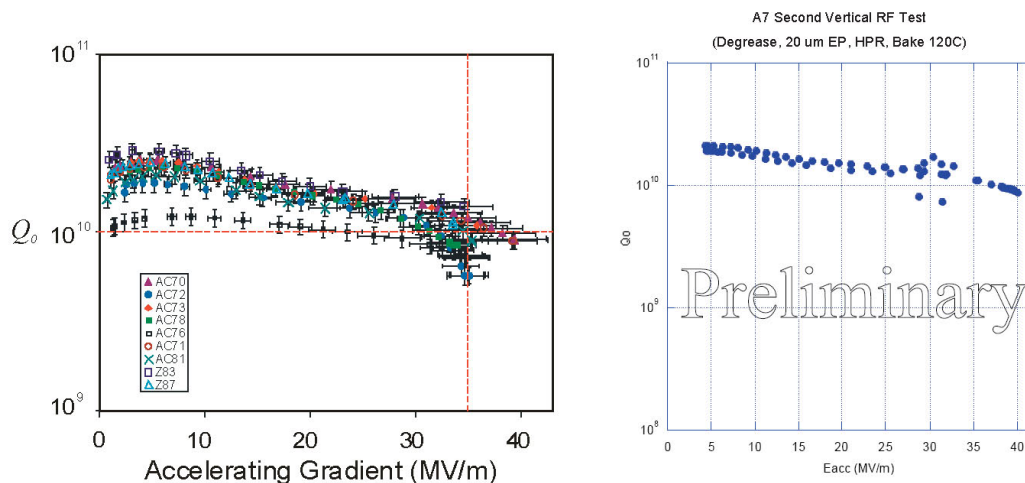 10^11
Q_o
10^10
10^9
AC70
AC72
AC73
AC78
AC76
AC71
AC81
Z83
Z87
0 10 20 30 40
Accelerating Gradient (MV/m)
A7 Second Vertical RF Test
(Degrease, 20 um EP, HPR, Bake 120C)
10^11
10^10
Q0
10^9
10^8
Preliminary
5 10 15 20 25 30 35 40
Eacc (MV/m)